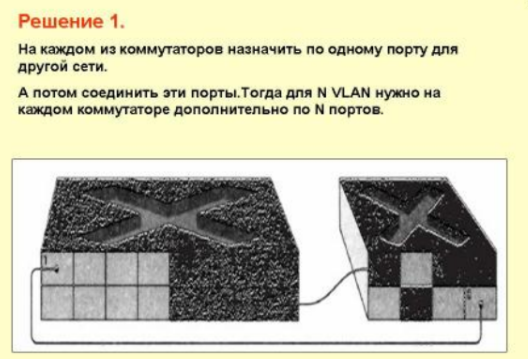 Решение 1.
На каждом из коммутаторов назначить по одному порту для
другой сети.
А потом соединить эти порты.Тогда для N VLAN нужно на
каждом коммутаторе дополнительно по N портов.
1